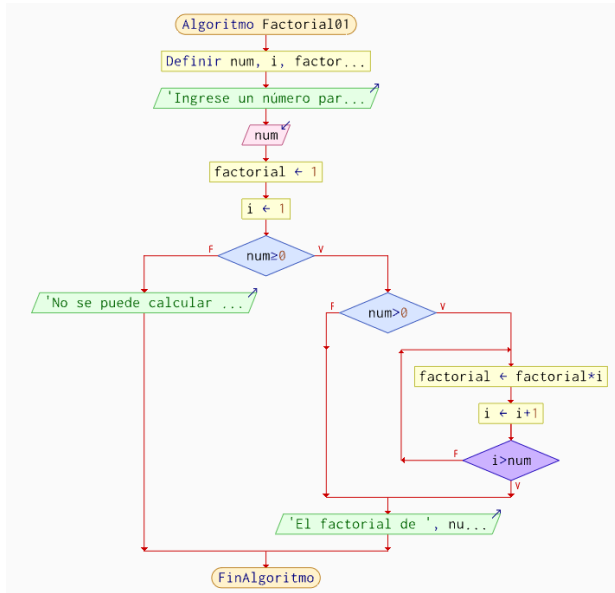 Algoritmo Factorial01
Definir num, i, factor...
'Ingrese un número par...
num
factorial ← 1
i ← 1
F
num≥0
V
'No se puede calcular ...
F
num>0
V
factorial ← factorial*i
i ← i+1
F
i>num
V
'El factorial de ', nu...
FinAlgoritmo